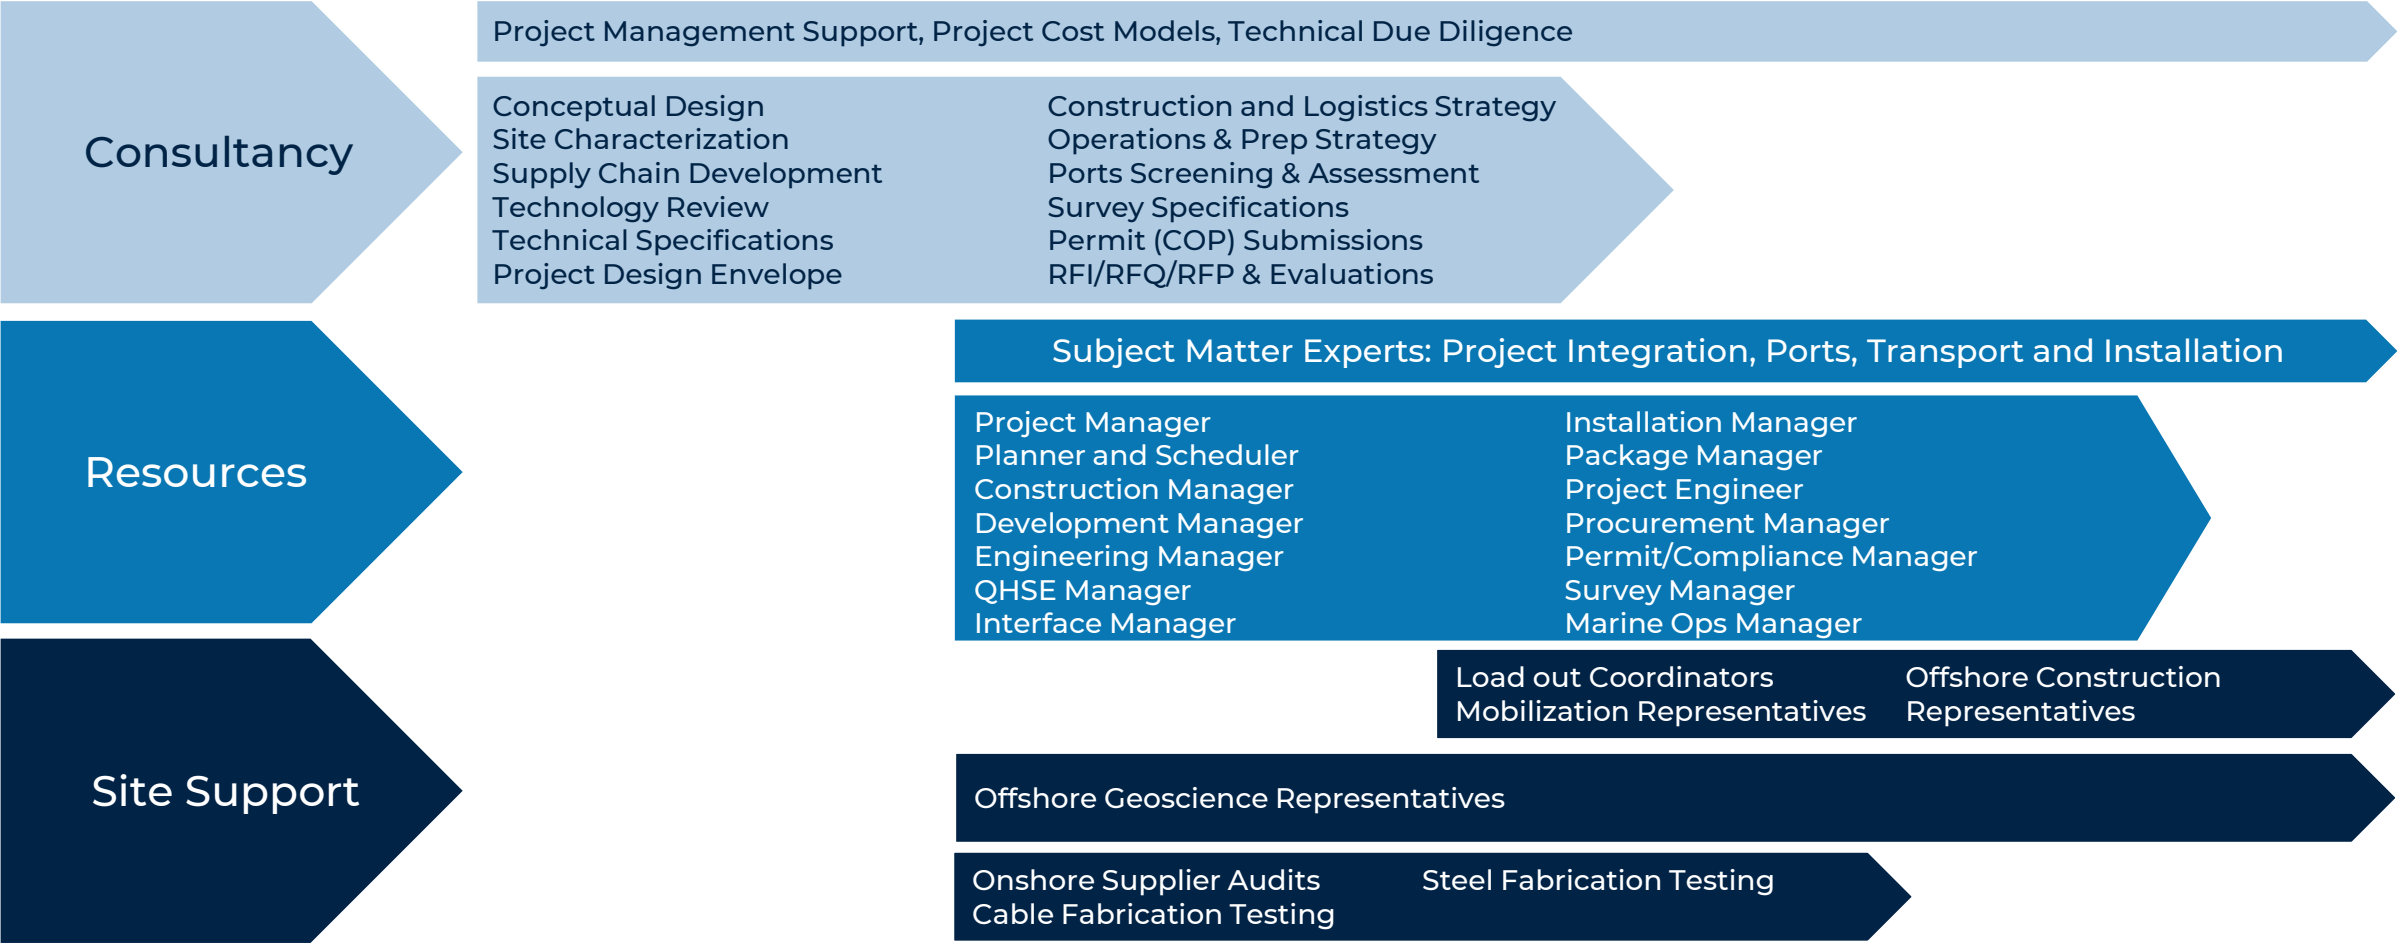 Consultancy
Project Management Support, Project Cost Models, Technical Due Diligence
Conceptual Design
Site Characterization
Supply Chain Development
Technology Review
Technical Specifications
Project Design Envelope
Construction and Logistics Strategy
Operations & Prep Strategy
Ports Screening & Assessment
Survey Specifications
Permit (COP) Submissions
RFI/RFQ/RFP & Evaluations
Resources
Subject Matter Experts: Project Integration, Ports, Transport and Installation
Project Manager
Planner and Scheduler
Construction Manager
Development Manager
Engineering Manager
QHSE Manager
Interface Manager
Installation Manager
Package Manager
Project Engineer
Procurement Manager
Permit/Compliance Manager
Survey Manager
Marine Ops Manager
Site Support
Load out Coordinators
Mobilization Representatives
Offshore Construction
Representatives
Offshore Geoscience Representatives
Onshore Supplier Audits
Cable Fabrication Testing
Steel Fabrication Testing